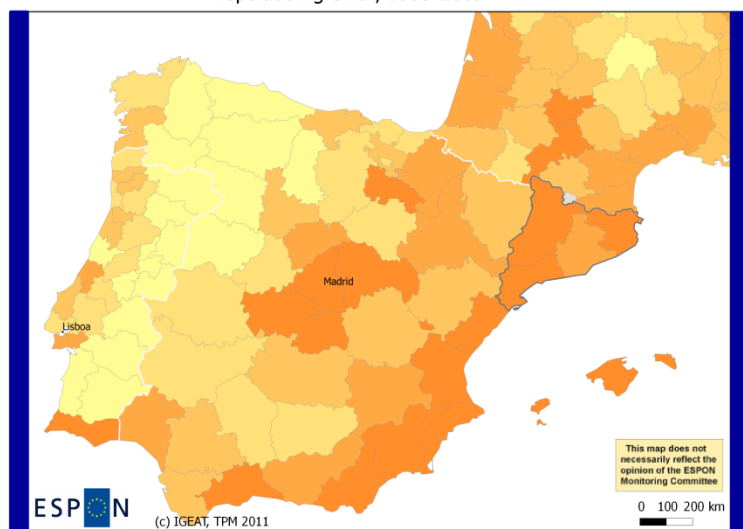 Madrid
Lisboa
This map does not
necessarily reflect the
opinion of the ESPON
Monitoring Committee
ESPON
(c) IGEAT, TPM 2011
0 100 200 km